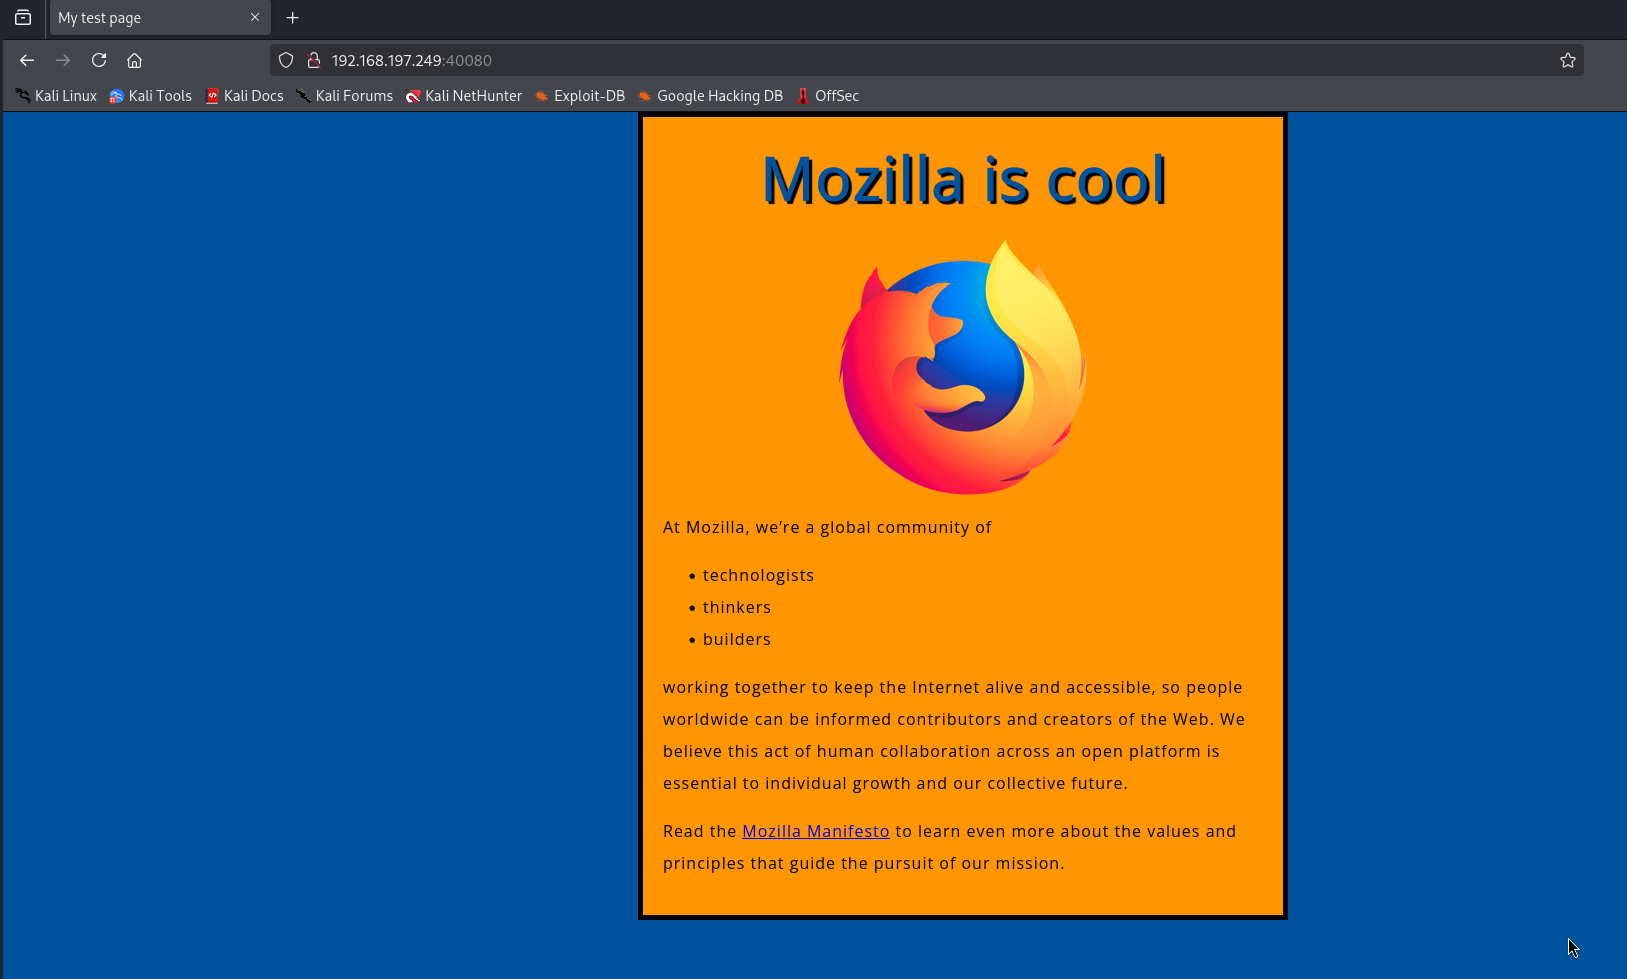 My test page
192.168.197.249:40080
Kali Linux Kali Tools Kali Docs Kali Forums Kali NetHunter Exploit-DB Google Hacking DB OffSec
Mozilla is cool
At Mozilla, we’re a global community of
• technologists
• thinkers
• builders
working together to keep the Internet alive and accessible, so people
worldwide can be informed contributors and creators of the Web. We
believe this act of human collaboration across an open platform is
essential to individual growth and our collective future.
Read the Mozilla Manifesto to learn even more about the values and
principles that guide the pursuit of our mission.